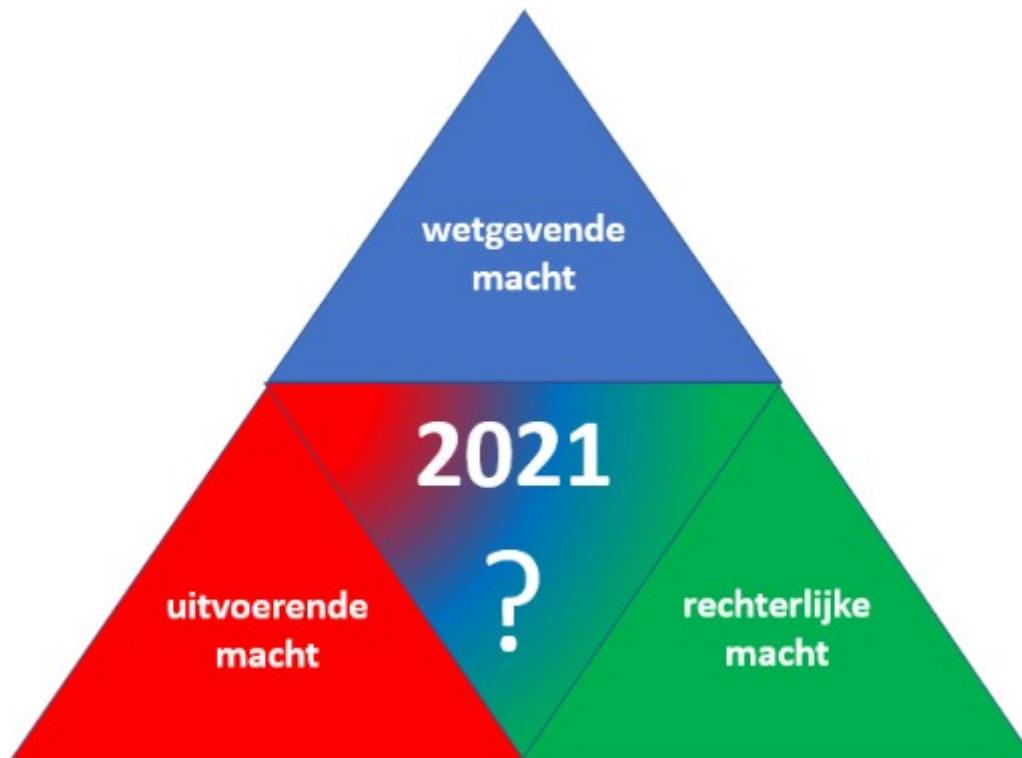 wetgevende
macht
2021
?
uitvoerende
macht
rechterlijke
macht